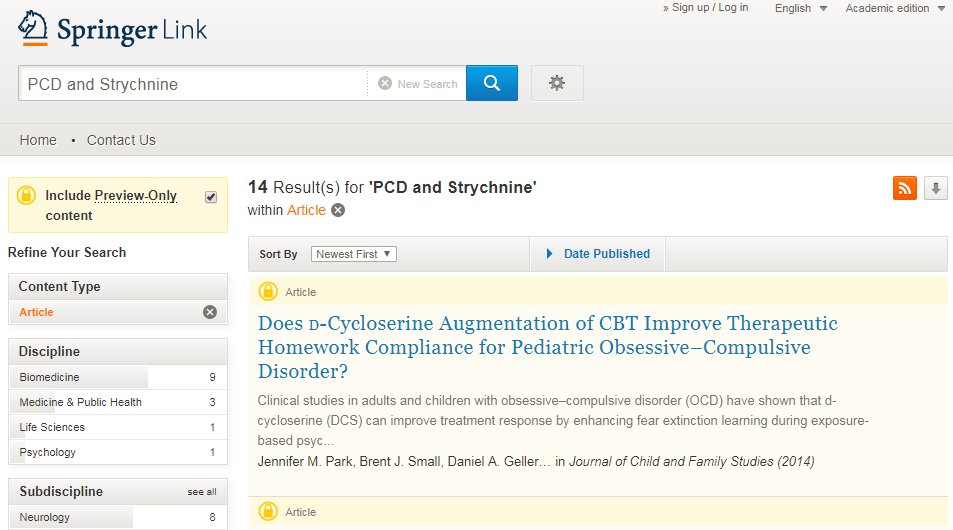 » Sign up / Log in English Academic edition
Springer Link
PCD and Strychnine New Search
Home • Contact Us
Include Preview-Only
content
Refine Your Search
Content Type
Article
Discipline
Biomedicine 9
Medicine & Public Health 3
Life Sciences 1
Psychology 1
Subdiscipline see all
Neurology 8
14 Result(s) for 'PCD and Strychnine'
within Article
Sort By Newest First Date Published
Article
Does D-Cycloserine Augmentation of CBT Improve Therapeutic
Homework Compliance for Pediatric Obsessive–Compulsive
Disorder?
Clinical studies in adults and children with obsessive–compulsive disorder (OCD) have shown that d-
cycloserine (DCS) can improve treatment response by enhancing fear extinction learning during exposure-
based psyc...
Jennifer M. Park, Brent J. Small, Daniel A. Geller… in Journal of Child and Family Studies (2014)
Article